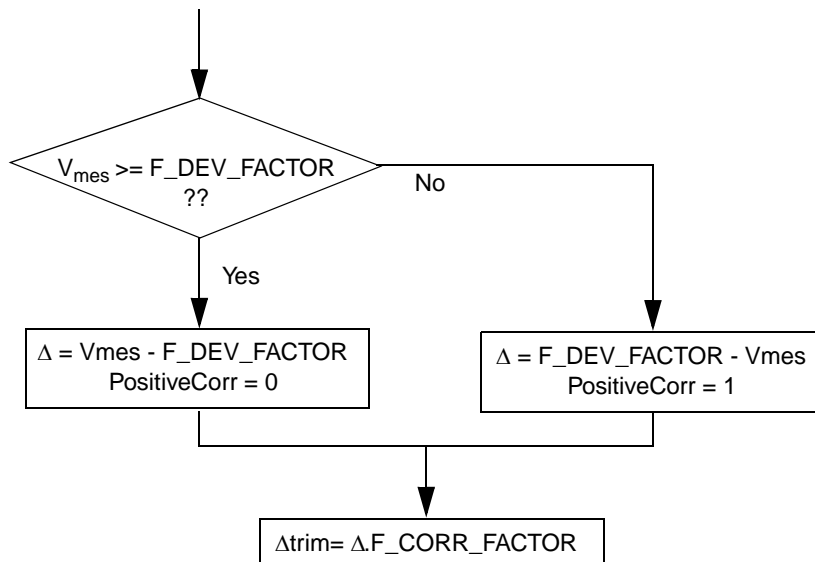 V_mes >= F_DEV_FACTOR
??
No
Yes
Δ = Vmes - F_DEV_FACTOR
PositiveCorr = 0
Δ = F_DEV_FACTOR - Vmes
PositiveCorr = 1
Δtrim= Δ.F_CORR_FACTOR